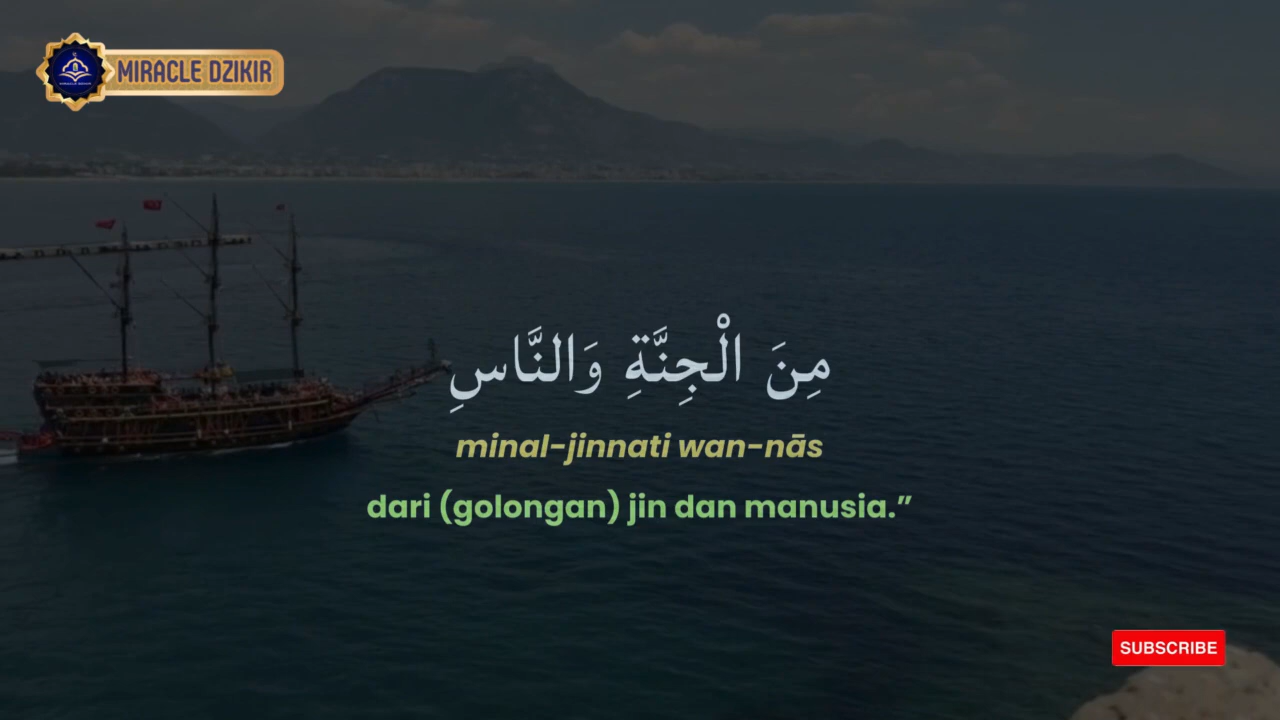 MIRACLE DZIKIR
مِنَ الْجِنَّةِ وَالنَّاسِ
minal-jinnati wan-nās
dari (golongan) jin dan manusia.”
SUBSCRIBE